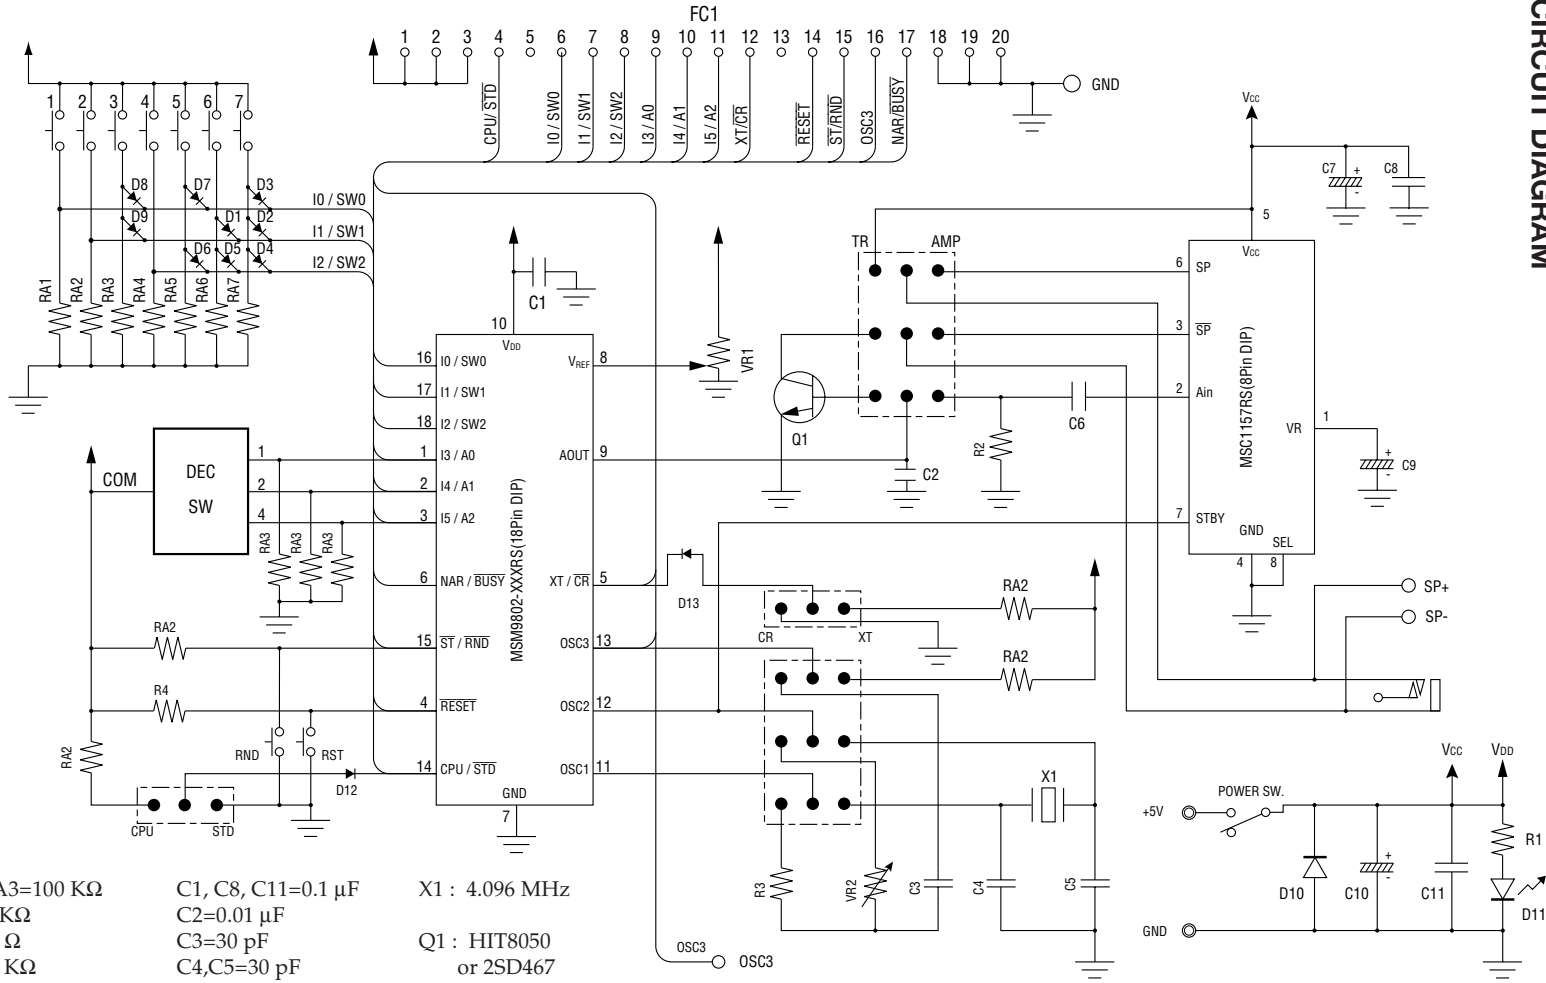 CIRCUIT DIAGRAM
FC1
1 2 3 4 5 6 7 8 9 10 11 12 13 14 15 16 17 18 19 20
GND
CPU/ STD
I0 / SW0
I1 / SW1
I2 / SW2
I3 / A0
I4 / A1
I5 / A2
XT/CR
RESET
ST/RND
OSC3
NAR/BUSY
1 2 3 4 5 6 7
D8 D7 D3
I0 / SW0
D9 D1 D2
I1 / SW1
D6 D5 D4
I2 / SW2
RA1 RA2 RA3 RA4 RA5 RA6 RA7
C1
10
VDD
16 I0 / SW0
17 I1 / SW1
18 I2 / SW2
1 I3 / A0
2 I4 / A1
3 I5 / A2
6 NAR / BUSY
15 ST / RND
4 RESET
14 CPU / STD
GND
7
MSM9802-XXXRS(18Pin DIP)
VREF 8
AOUT 9
XT / CR 5
OSC3 13
OSC2 12
OSC1 11
VR1
DEC
SW
COM
1
2
4
RA3 RA3 RA3
RA2
R4
RA2
RND
RST
D12
CPU
STD
TR
AMP
Q1
C2
R2
C6
Vcc
C7
+
-
C8
5
Vcc
6 SP
3 SP
2 Ain
7 STBY
MSC1157RS(8Pin DIP)
1
VR
GND
SEL
4
8
C9
+
-
SP+
SP-
D13
CR
XT
RA2
RA2
X1
R3
VR2
C3
C4
C5
OSC3
OSC3
Vcc
VDD
POWER SW.
+5V
GND
D10
C10
+
-
C11
R1
D11
A3=100 KΩ
KΩ
Ω
KΩ
C1, C8, C11=0.1 µF
C2=0.01 µF
C3=30 pF
C4,C5=30 pF
X1 : 4.096 MHz
Q1 : HIT8050
or 2SD467